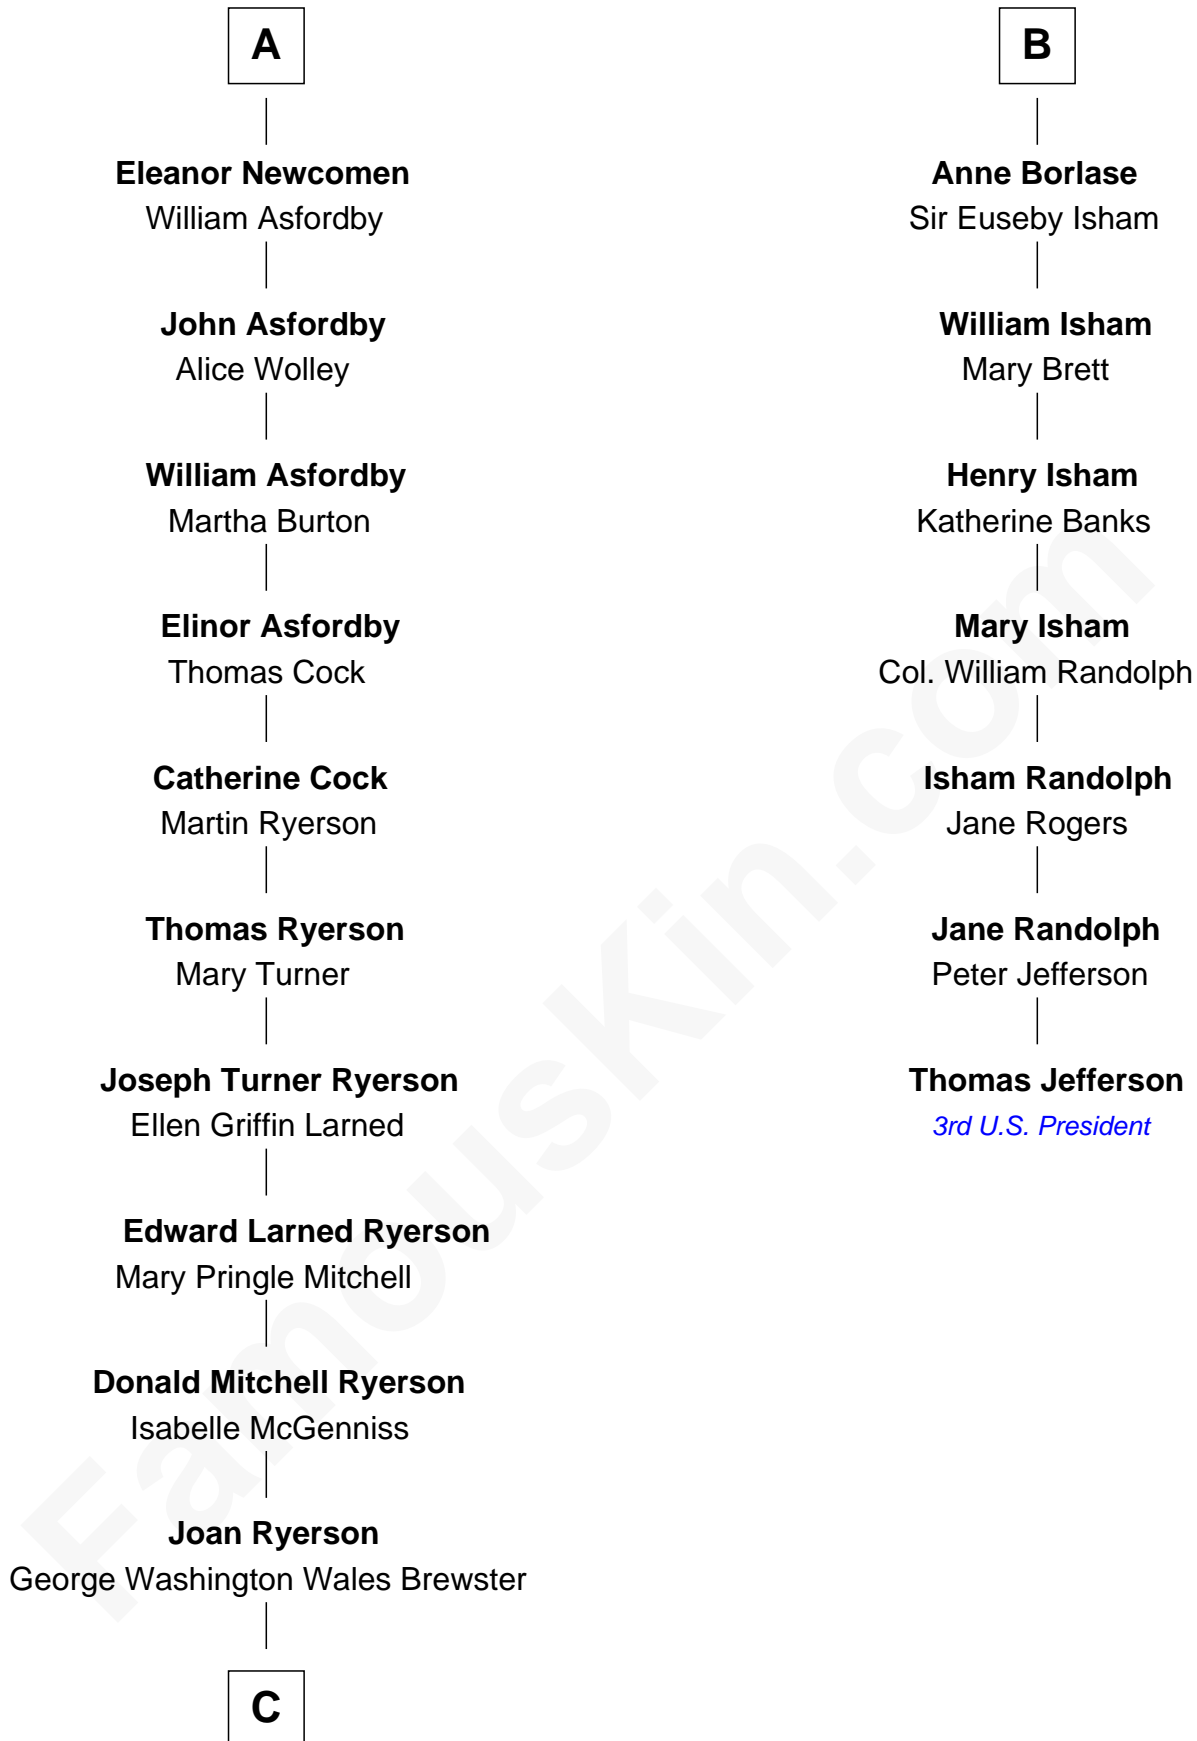 A
Eleanor Newcomen
William Asfordby
John Asfordby
Alice Wolley
William Asfordby
Martha Burton
Elinor Asfordby
Thomas Cock
Catherine Cock
Martin Ryerson
Thomas Ryerson
Mary Turner
Joseph Turner Ryerson
Ellen Griffin Larned
Edward Larned Ryerson
Mary Pringle Mitchell
Donald Mitchell Ryerson
Isabelle McGenniss
Joan Ryerson
George Washington Wales Brewster
C
B
Anne Borlase
Sir Euseby Isham
William Isham
Mary Brett
Henry Isham
Katherine Banks
Mary Isham
Col. William Randolph
Isham Randolph
Jane Rogers
Jane Randolph
Peter Jefferson
Thomas Jefferson
3rd U.S. President
FamousKin.com